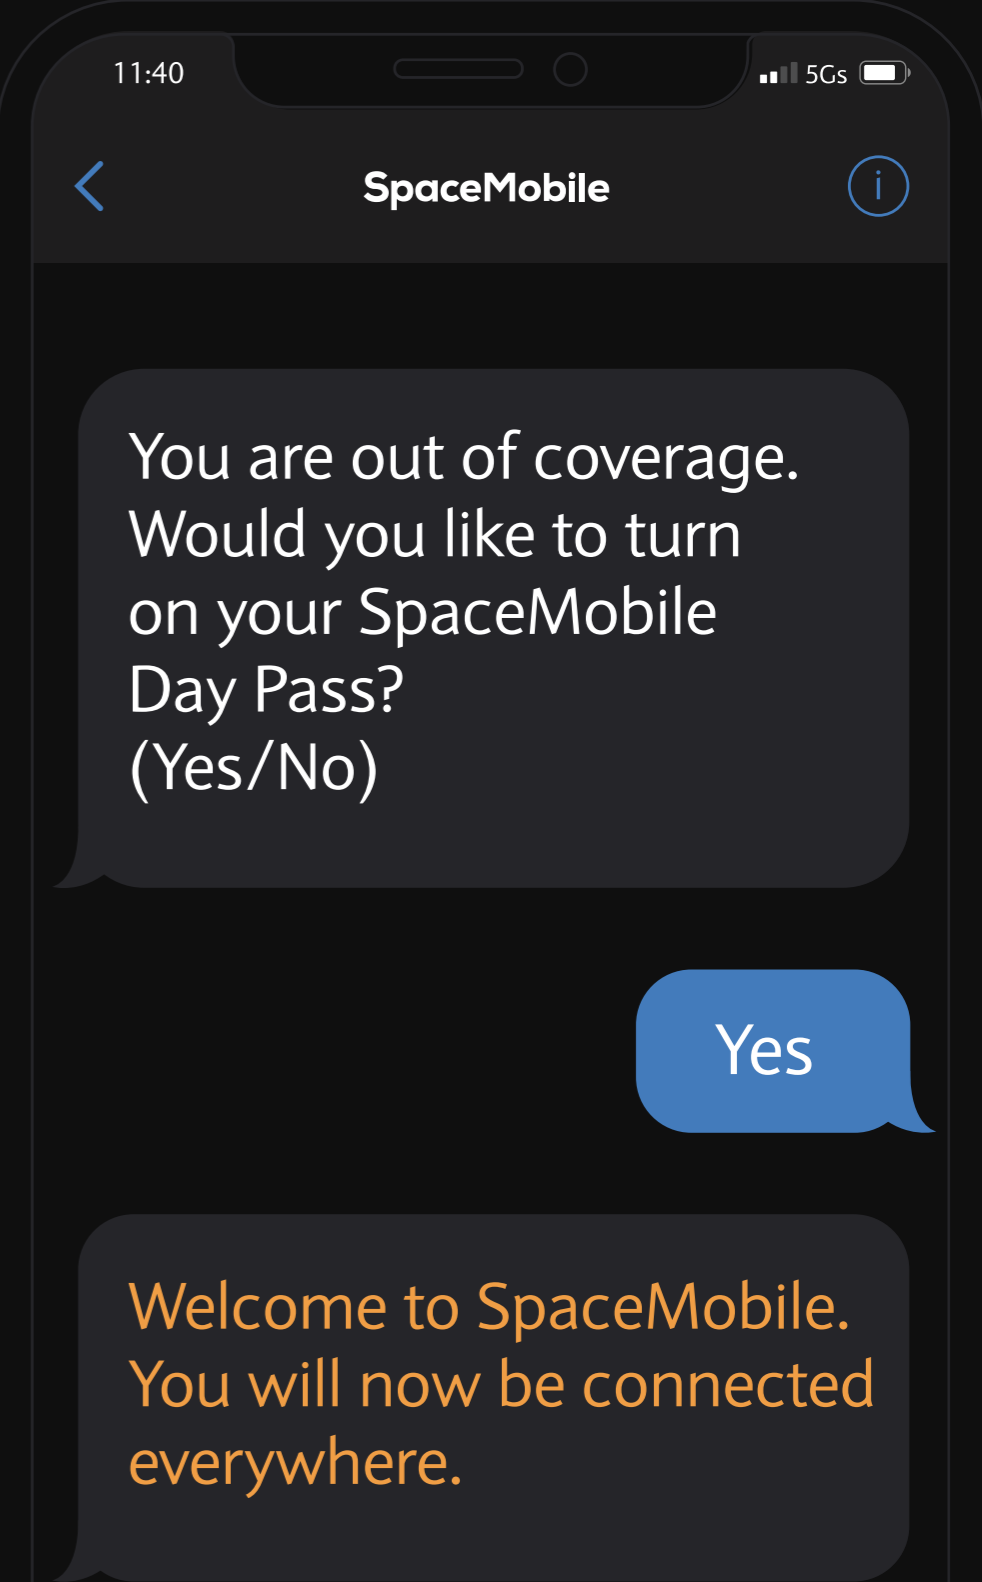 11:40
5Gs
SpaceMobile
i
You are out of coverage.
Would you like to turn
on your SpaceMobile
Day Pass?
(Yes/No)
Yes
Welcome to SpaceMobile.
You will now be connected
everywhere.